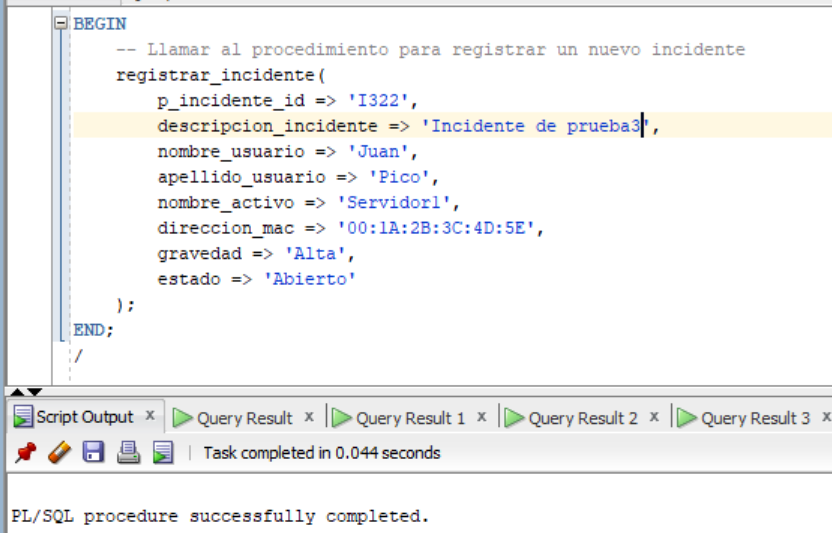 BEGIN
-- Llamar al procedimiento para registrar un nuevo incidente
registrar_incidente(
p_incidente_id => 'I322',
descripcion_incidente => 'Incidente de prueba3',
nombre_usuario => 'Juan',
apellido_usuario => 'Pico',
nombre_activo => 'Servidor1',
direccion_mac => '00:1A:2B:3C:4D:5E',
gravedad => 'Alta',
estado => 'Abierto'
);
END;
/
Script Output x Query Result x Query Result 1 x Query Result 2 x Query Result 3 x
Task completed in 0.044 seconds
PL/SQL procedure successfully completed.